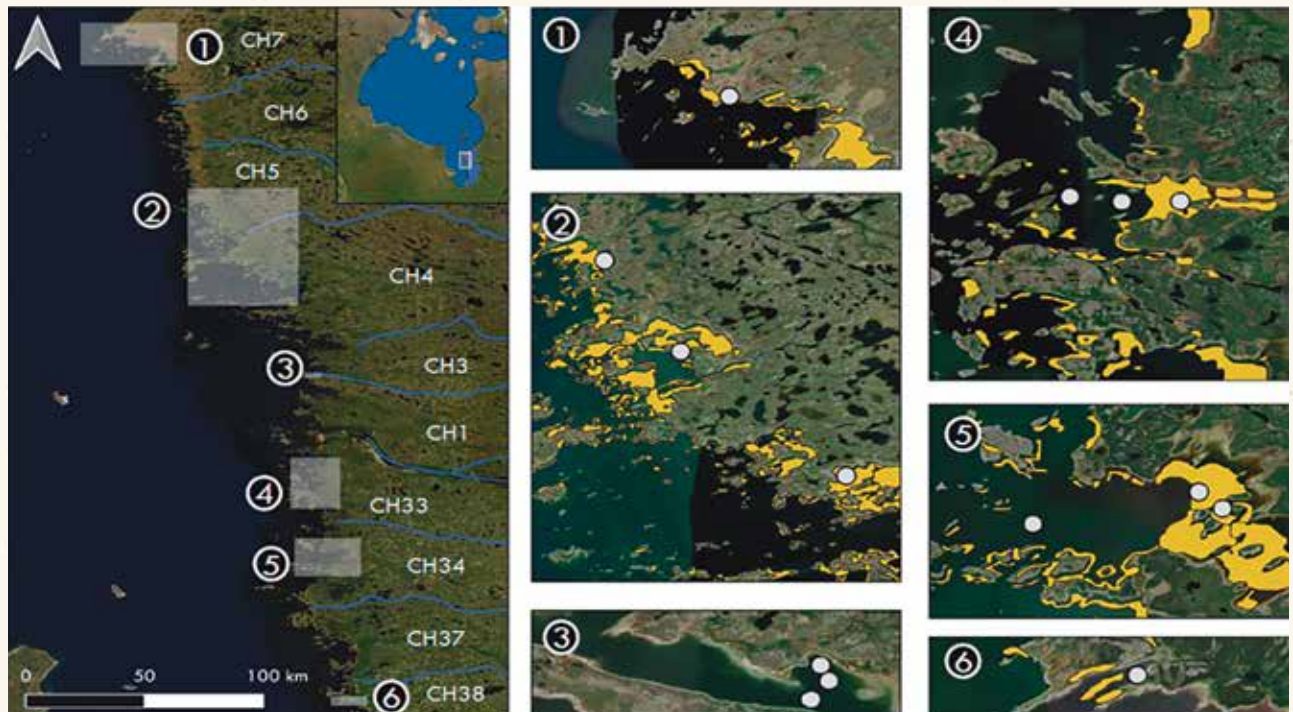 CH7
①
CH6
CH5
②
CH4
CH3
③
CH1
④
CH33
⑤
CH34
CH37
0 50 100 km
⑥
CH38
①
②
③
④
⑤
⑥